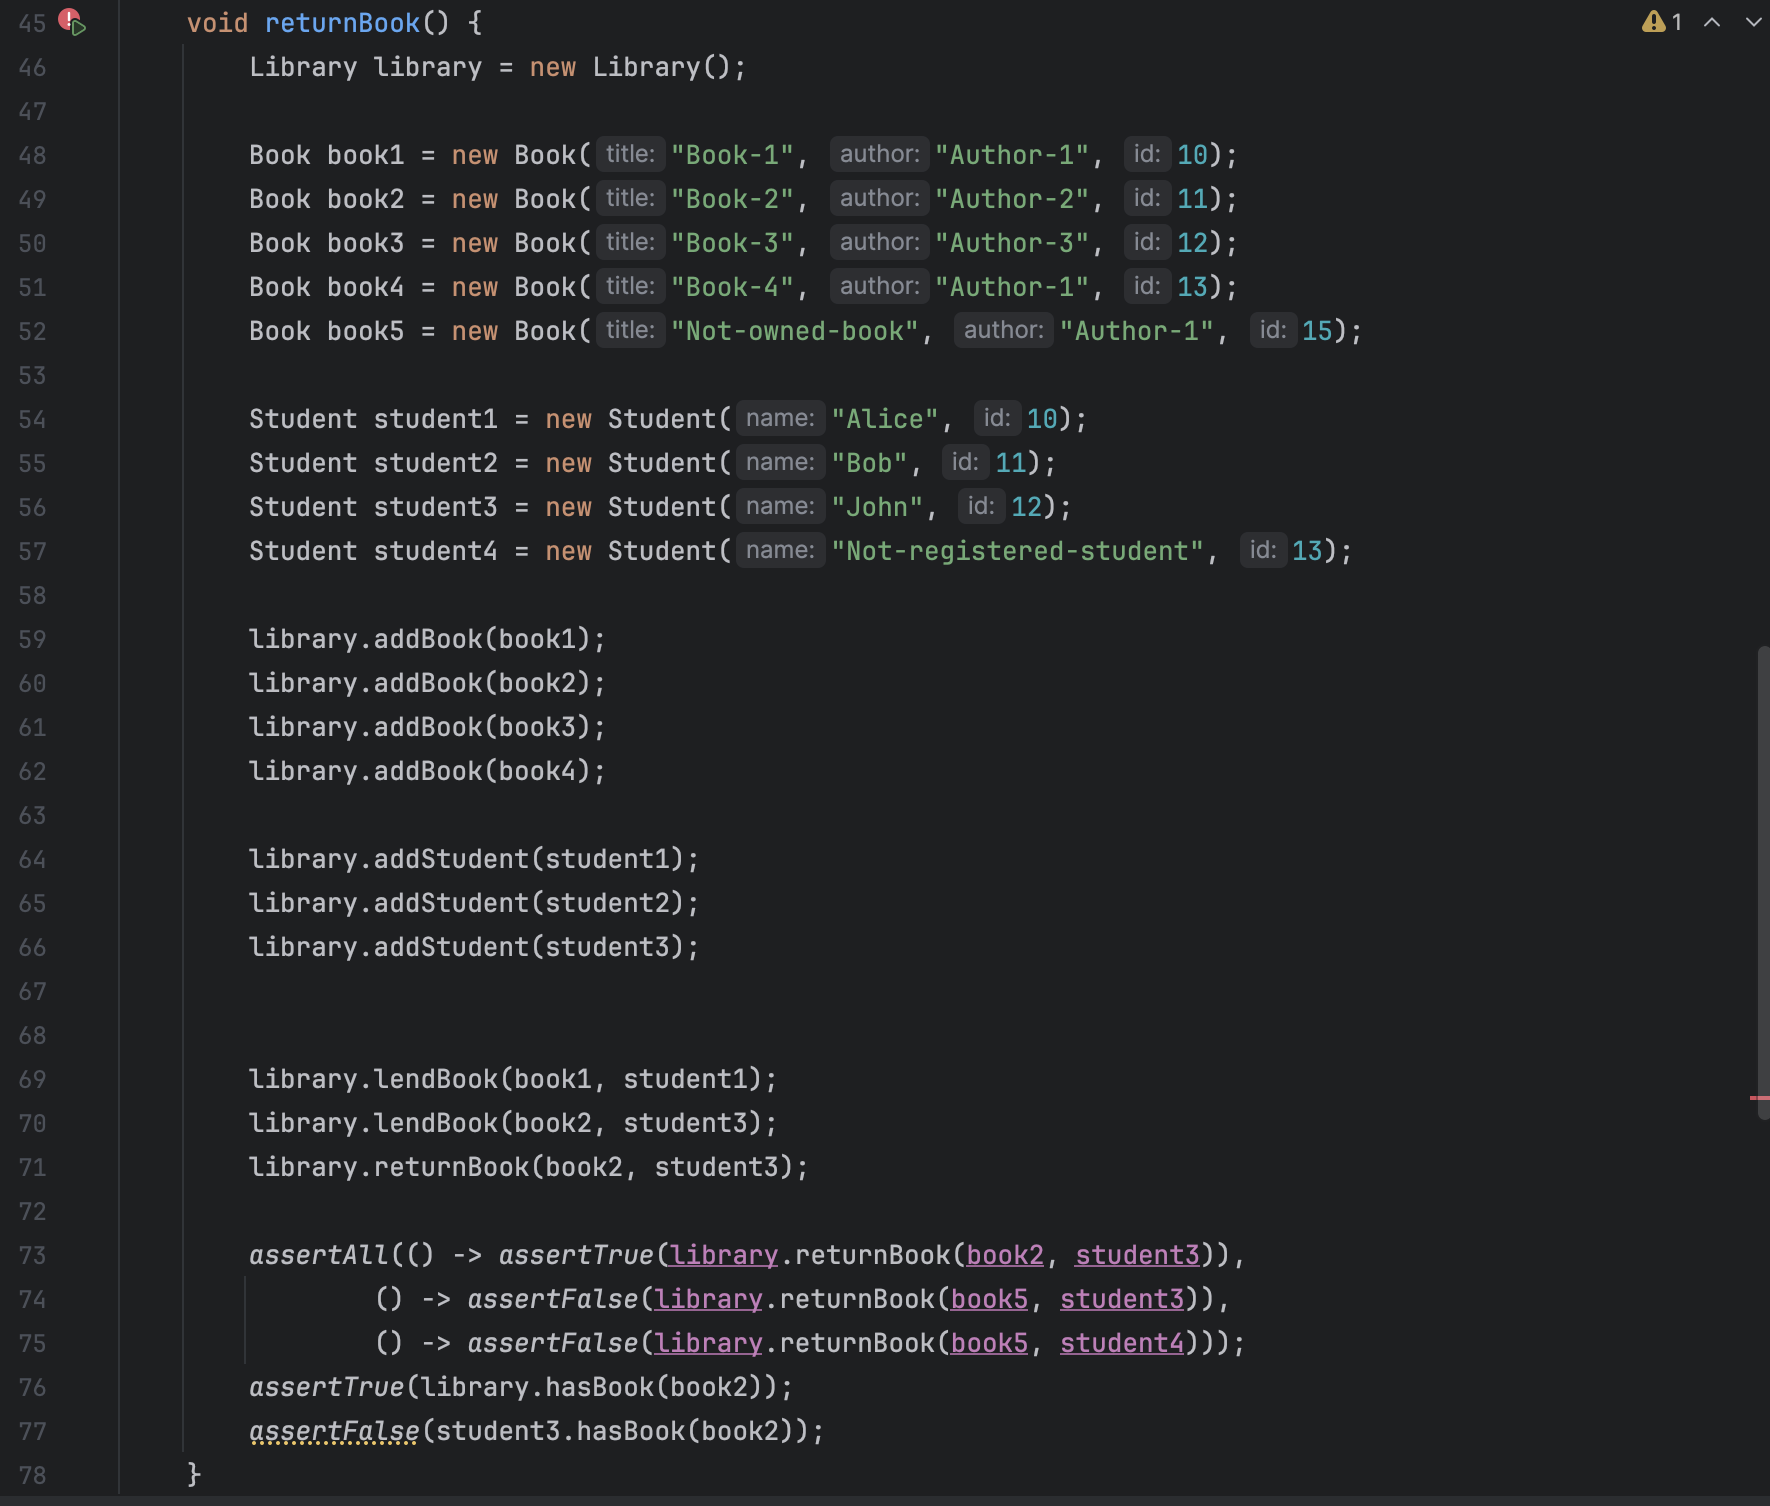 45 void returnBook() { 1
46 Library library = new Library();
47
48 Book book1 = new Book( title: "Book-1", author: "Author-1", id: 10);
49 Book book2 = new Book( title: "Book-2", author: "Author-2", id: 11);
50 Book book3 = new Book( title: "Book-3", author: "Author-3", id: 12);
51 Book book4 = new Book( title: "Book-4", author: "Author-1", id: 13);
52 Book book5 = new Book( title: "Not-owned-book", author: "Author-1", id: 15);
53
54 Student student1 = new Student( name: "Alice", id: 10);
55 Student student2 = new Student( name: "Bob", id: 11);
56 Student student3 = new Student( name: "John", id: 12);
57 Student student4 = new Student( name: "Not-registered-student", id: 13);
58
59 library.addBook(book1);
60 library.addBook(book2);
61 library.addBook(book3);
62 library.addBook(book4);
63
64 library.addStudent(student1);
65 library.addStudent(student2);
66 library.addStudent(student3);
67
68
69 library.lendBook(book1, student1);
70 library.lendBook(book2, student3);
71 library.returnBook(book2, student3);
72
73 assertAll(() -> assertTrue(library.returnBook(book2, student3)),
74 () -> assertFalse(library.returnBook(book5, student3)),
75 () -> assertFalse(library.returnBook(book5, student4)));
76 assertTrue(library.hasBook(book2));
77 assertFalse(student3.hasBook(book2));
78 }